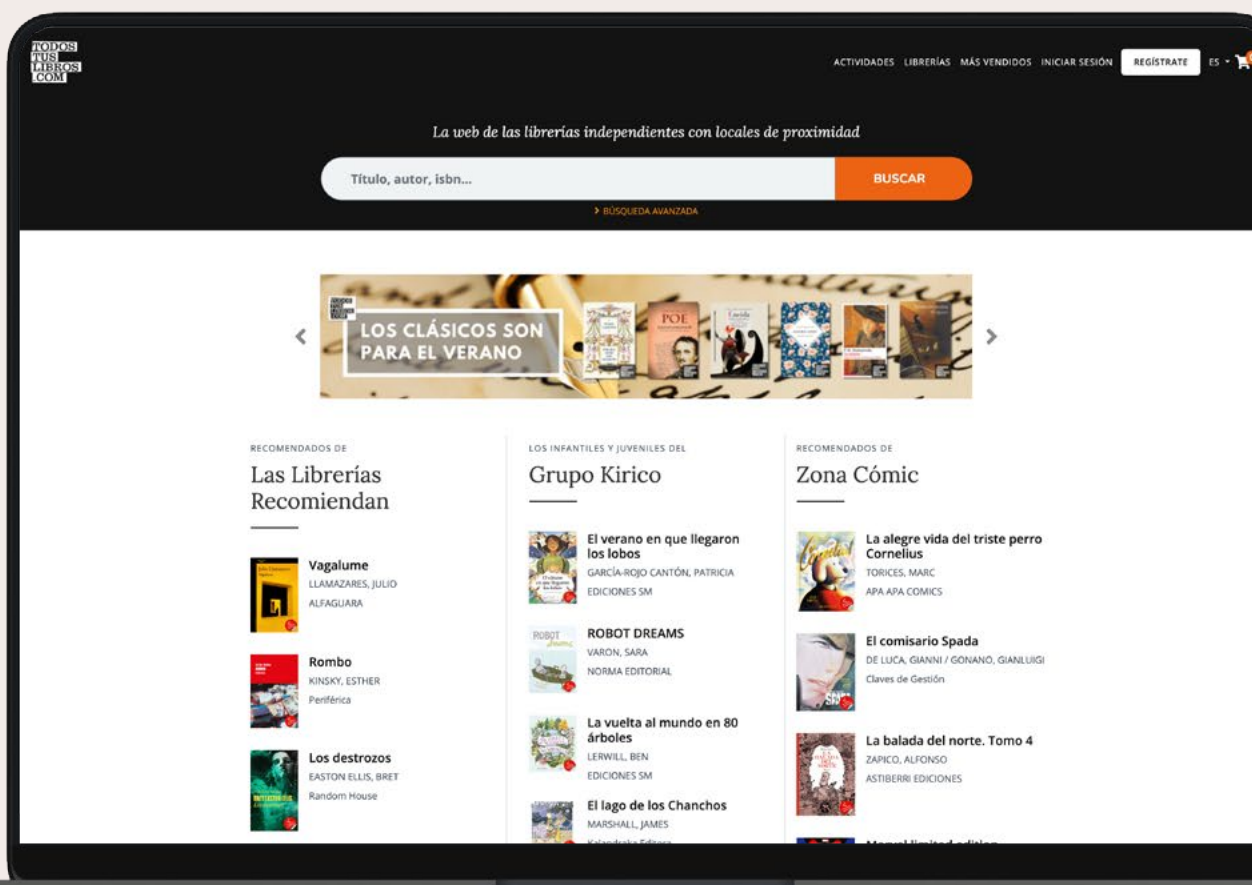 TODOS
TUS
LIBROS
.COM
ACTIVIDADES LIBRERÍAS MÁS VENDIDOS INICIAR SESIÓN REGÍSTRATE ES
La web de las librerías independientes con locales de proximidad
Título, autor, isbn...
BUSCAR
> BÚSQUEDA AVANZADA
LOS CLÁSICOS SON
PARA EL VERANO
POE
RECOMENDADOS DE
Las Librerías
Recomiendan
Vagalume
LLAMAZARES, JULIO
ALFAGUARA
Rombo
KINSKY, ESTHER
Periférica
Los destrozos
EASTON ELLIS, BRET
Random House
LOS INFANTILES Y JUVENILES DEL
Grupo Kirico
El verano en que llegaron
los lobos
GARCÍA-ROJO CANTÓN, PATRICIA
EDICIONES SM
ROBOT
ROBOT DREAMS
VARON, SARA
NORMA EDITORIAL
La vuelta al mundo en 80
árboles
LERWILL, BEN
EDICIONES SM
El lago de los Chanchos
MARSHALL, JAMES
Kalandraka Editora
RECOMENDADOS DE
Zona Cómic
La alegre vida del triste perro
Cornelius
TORICES, MARC
APA APA COMICS
El comisario Spada
DE LUCA, GIANNI / GONANO, GIANLUIGI
Claves de Gestión
La balada del norte. Tomo 4
ZAPICO, ALFONSO
ASTIBERRI EDICIONES
Marvel limited edition